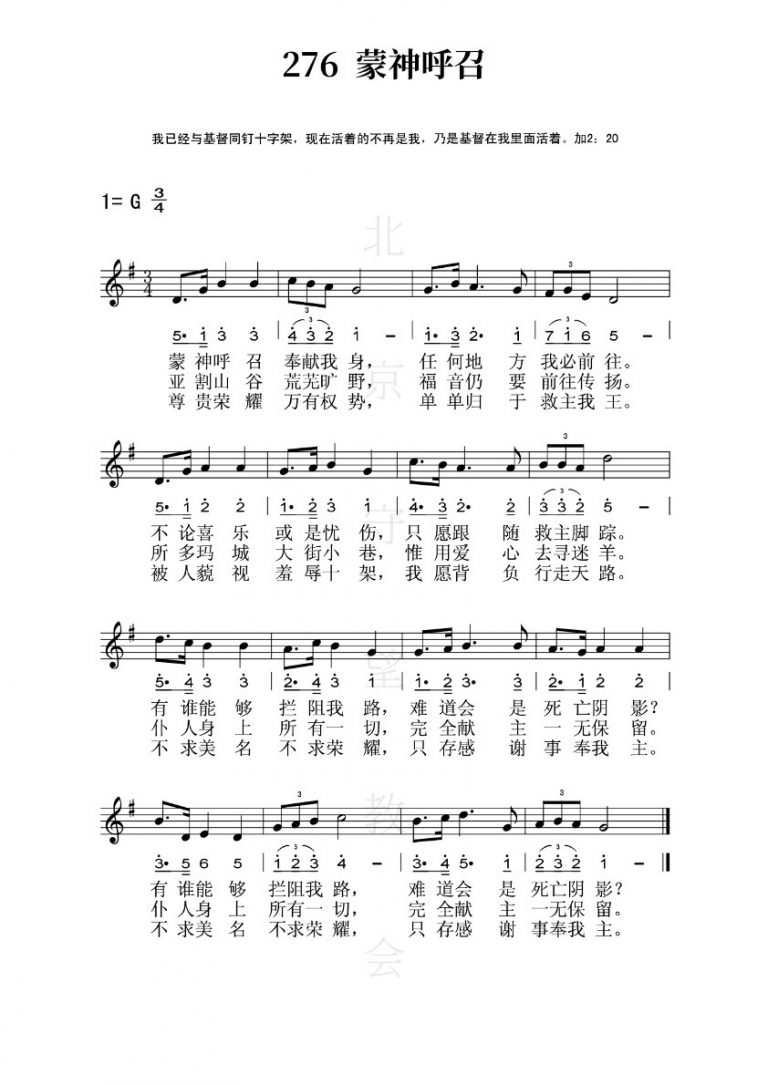 276 蒙神呼召
我已经与基督同钉十字架，现在活着的不再是我，乃是基督在我里面活着。加2：20
1= G 3/4
5· 1 3 3 | 4 3 2 1 - | 1· 3 2· 1 | 7 1 6 5 - |
蒙 神呼 召 奉献我 身， 任 何地 方 我必前 往。
亚 割山 谷 荒芜旷 野， 福 音仍 要 前往传 扬。
尊 贵荣 耀 万有权 势， 单 单归 于 救主我 王。
5· 1 2 2 | 1· 2 3 1 | 4· 3 2· 2 | 3 3 2 5 - |
不 论喜 乐 或 是忧 伤，只 愿跟 随 救主脚 踪。
所 多玛 城 大 街小 巷，惟 用爱 心 去寻迷 羊。
被 人藐 视 羞 辱十 架，我 愿背 负 行走天 路。
5· 4 3 3 | 2· 4 3 1 | 1· 2 3· 3 | 2· 4 3 1 |
有 谁能 够 拦 阻我 路，难 道会 是 死 亡阴 影？
仆 人身 上 所 有一 切，完 全献 主 一 无保 留。
不 求美 名 不 求荣 耀，只 存感 谢 事 奉我 主。
3· 5 6 5 | 1 2 3 4 - | 3· 4 5· 1 | 2 3 2 1 - ‖
有 谁能 够 拦阻我 路， 难 道会 是 死亡阴 影？
仆 人身 上 所有一 切， 完 全献 主 一无保 留。
不 求美 名 不求荣 耀， 只 存感 谢 事奉我 主。
北京守望教会